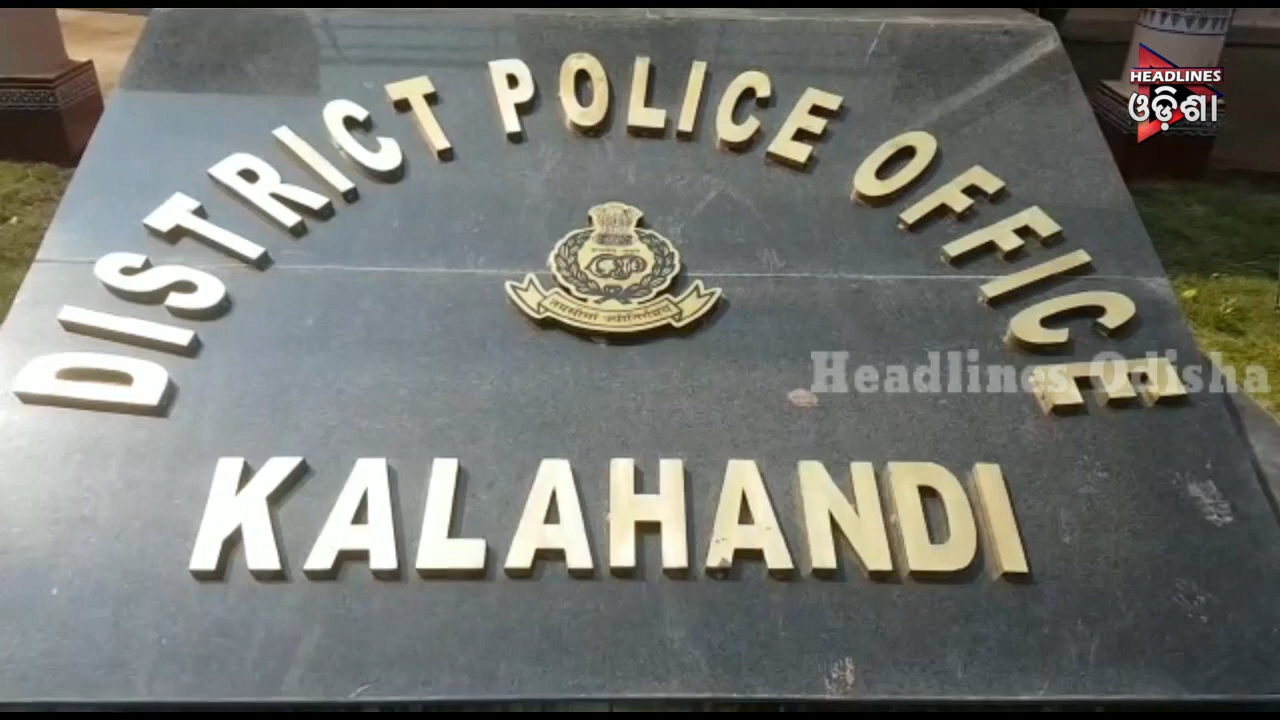 HEADLINES
ଓଡ଼ିଶା
DISTRICT POLICE OFFICE
Headlines Odisha
KALAHANDI